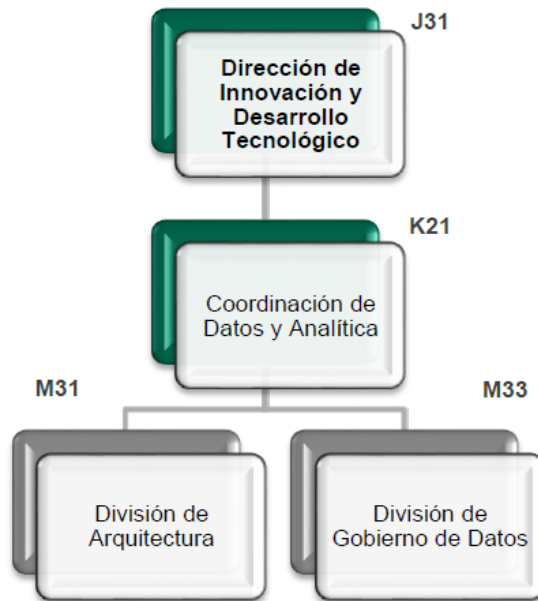 J31
Dirección de
Innovación y
Desarrollo
Tecnológico
K21
Coordinación de
Datos y Analítica
M31
M33
División de
Arquitectura
División de
Gobierno de Datos